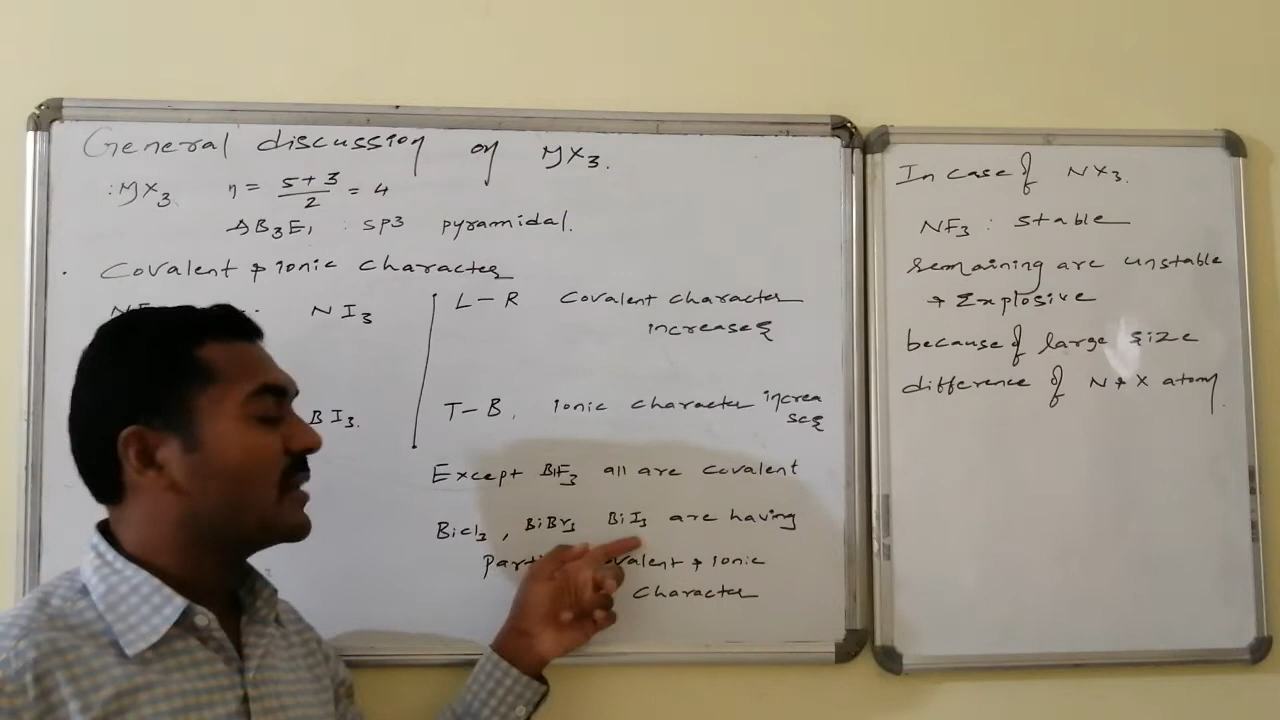 General discussion of MX3.
:MX3 n = 5+3/2 = 4
AB3E1 : SP3 pyramidal.
. Covalent & ionic character
NI3
L-R Covalent character
increases
BI3.
T-B. ionic character increa
ses
Except BiF3 all are covalent
BiCl3, BiBr3 BiI3 are having
covalent & ionic
character
In case of NX3.
NF3 : stable
remaining are unstable
& Explosive
because of large size
difference of N & X atom.